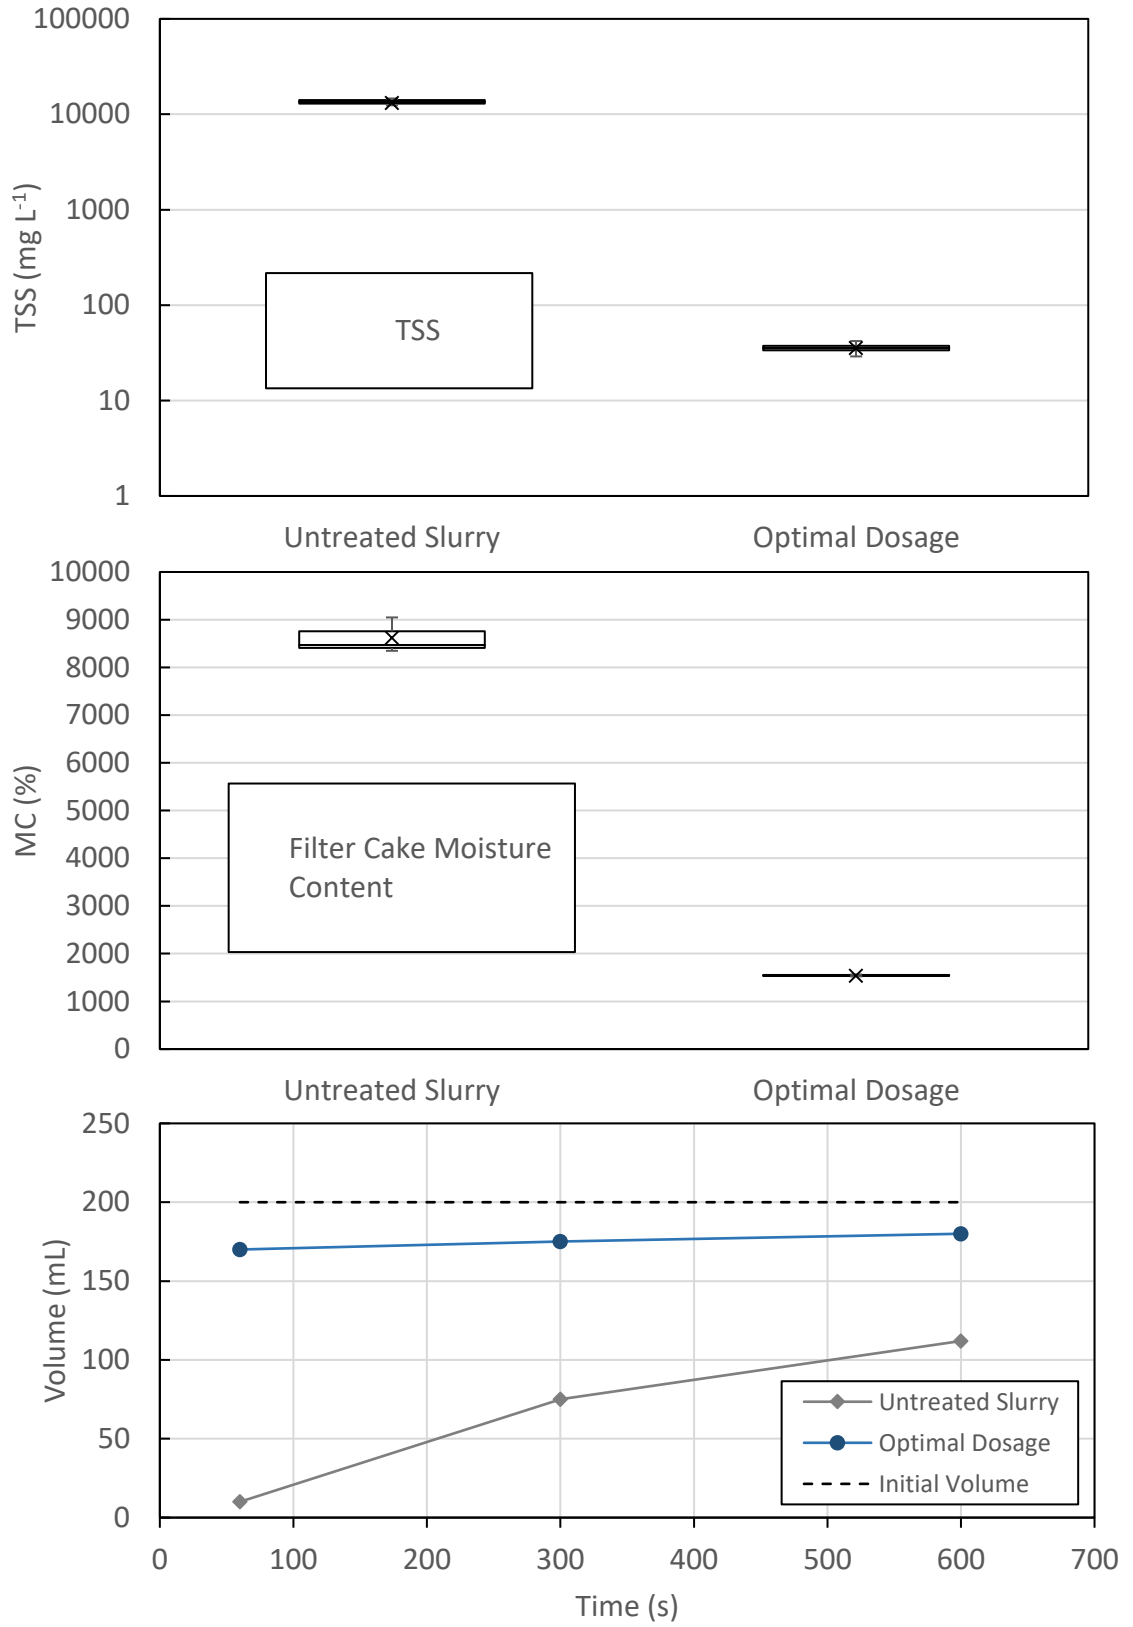 100000
10000
1000
100
10
1
TSS (mg L-1)
TSS
Untreated Slurry Optimal Dosage
10000
9000
8000
7000
6000
5000
4000
3000
2000
1000
0
MC (%)
Filter Cake Moisture
Content
Untreated Slurry Optimal Dosage
250
200
150
100
50
0
Volume (mL)
Untreated Slurry
Optimal Dosage
Initial Volume
0 100 200 300 400 500 600 700
Time (s)